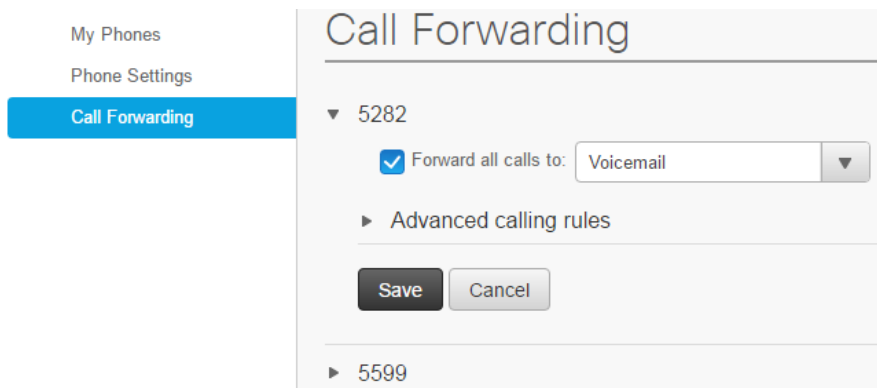 My Phones
Phone Settings
Call Forwarding
Call Forwarding
5282
Forward all calls to: Voicemail
Advanced calling rules
Save Cancel
5599